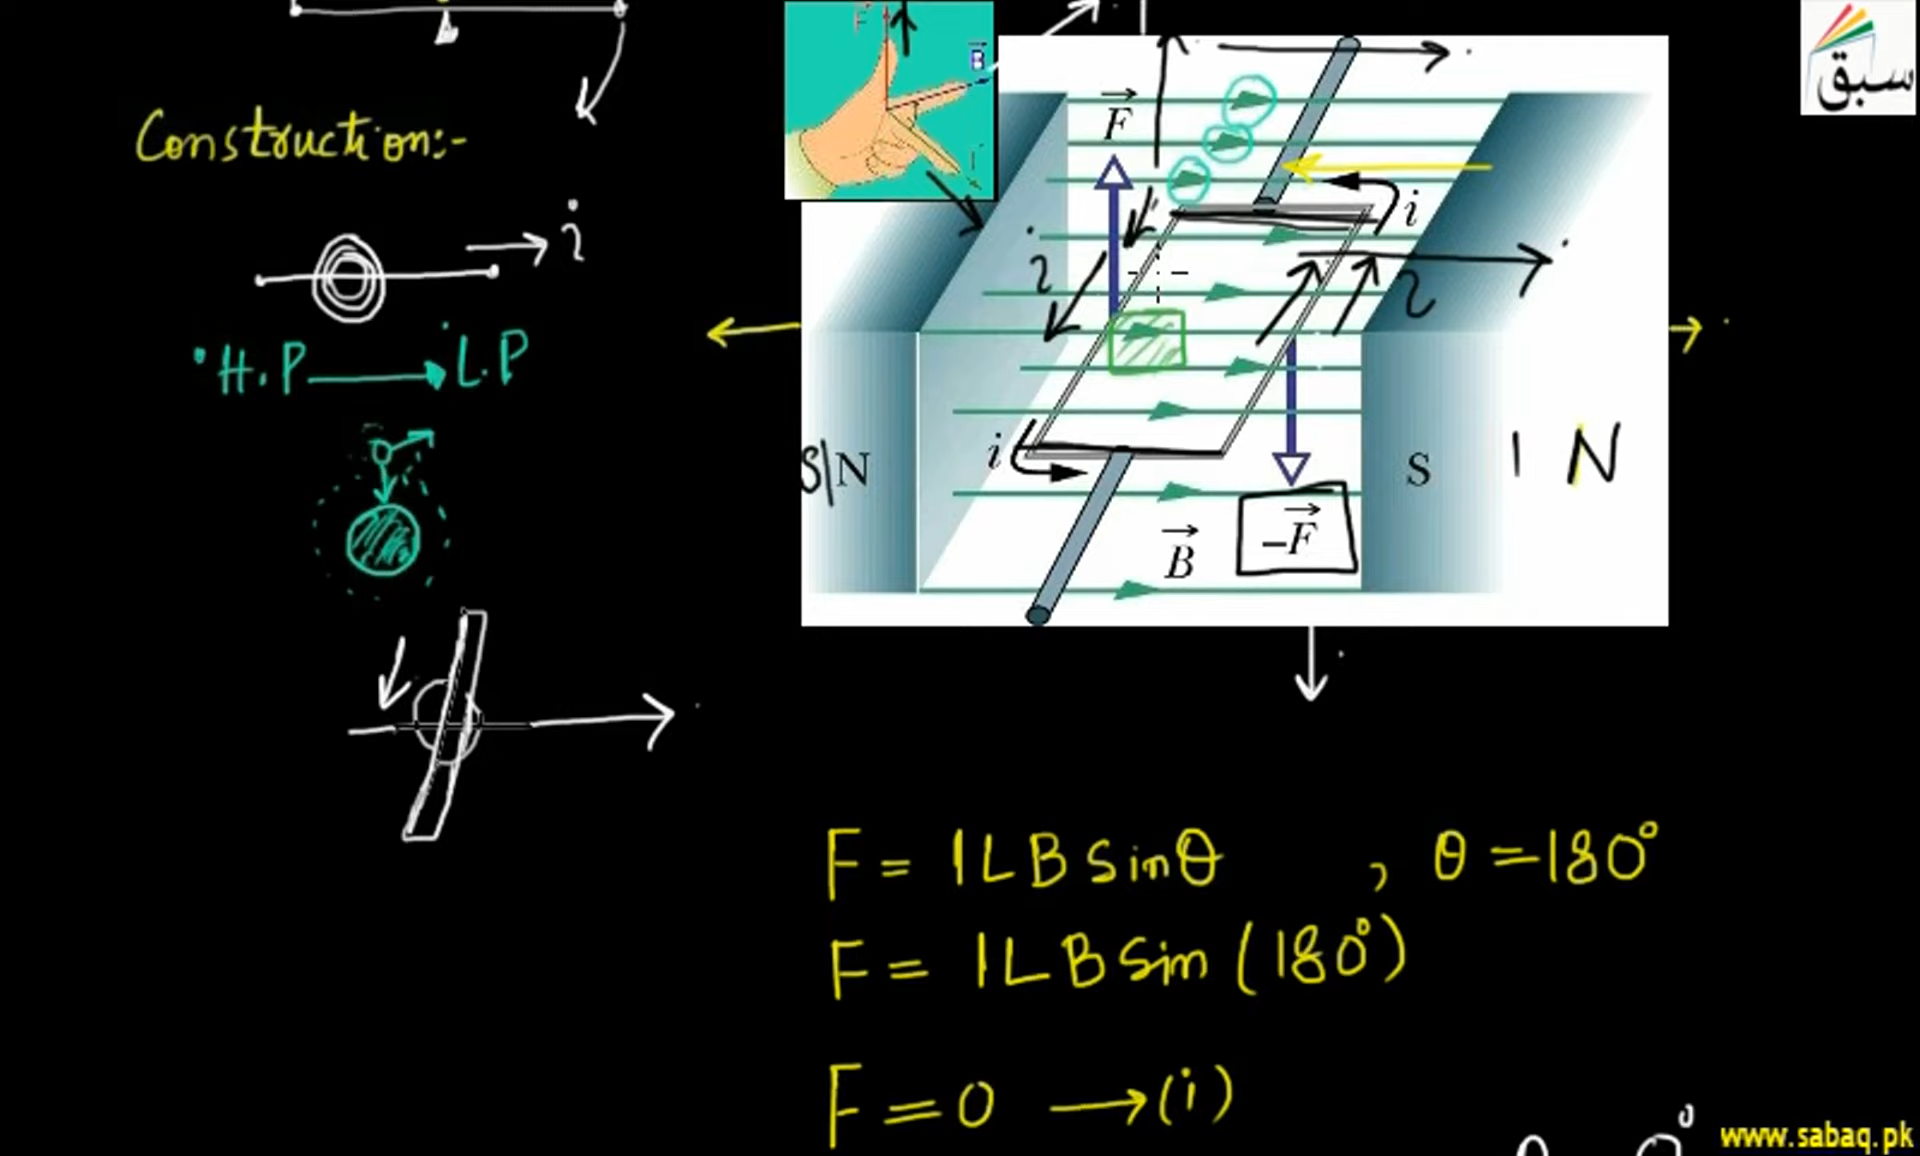 سبق
F
B
Construction:-
F
i
i
i
i
H.P → L.P
S|N
i
S | N
B
-F
F = ILB sinθ , θ = 180°
F = ILB Sin (180°)
F = 0 → (i)
www.sabaq.pk